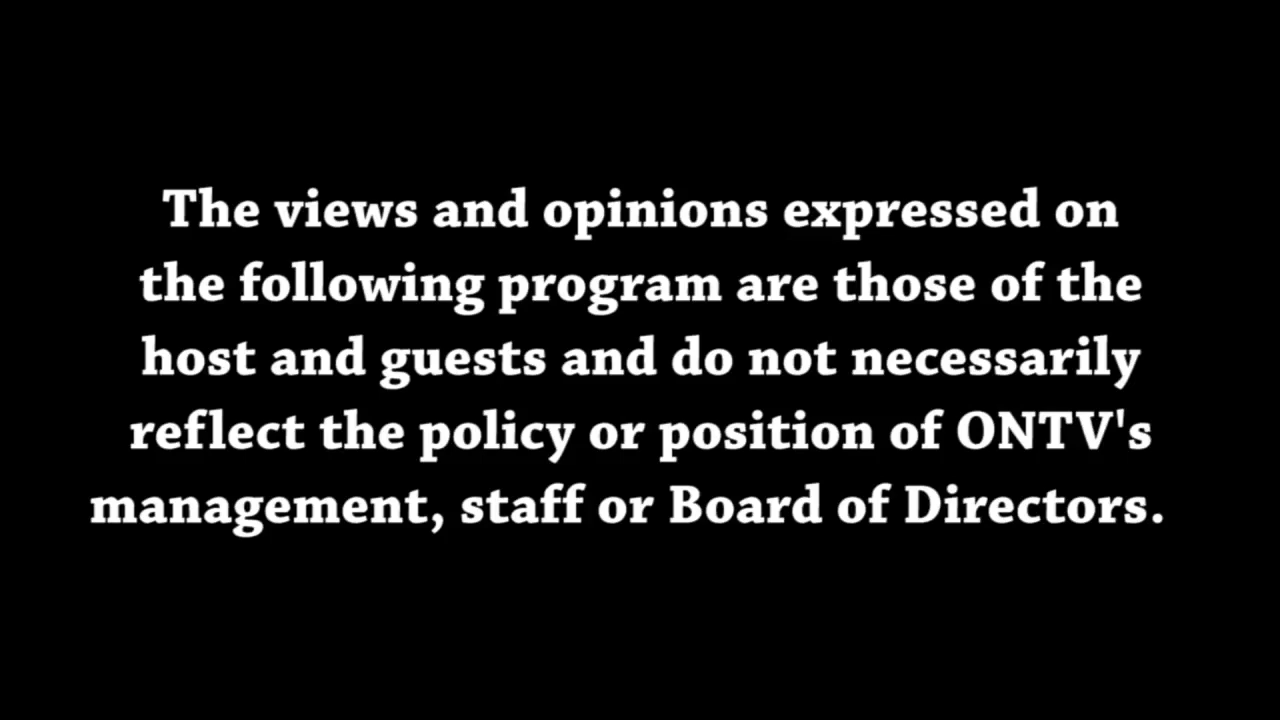 The views and opinions expressed on
the following program are those of the
host and guests and do not necessarily
reflect the policy or position of ONTV's
management, staff or Board of Directors.